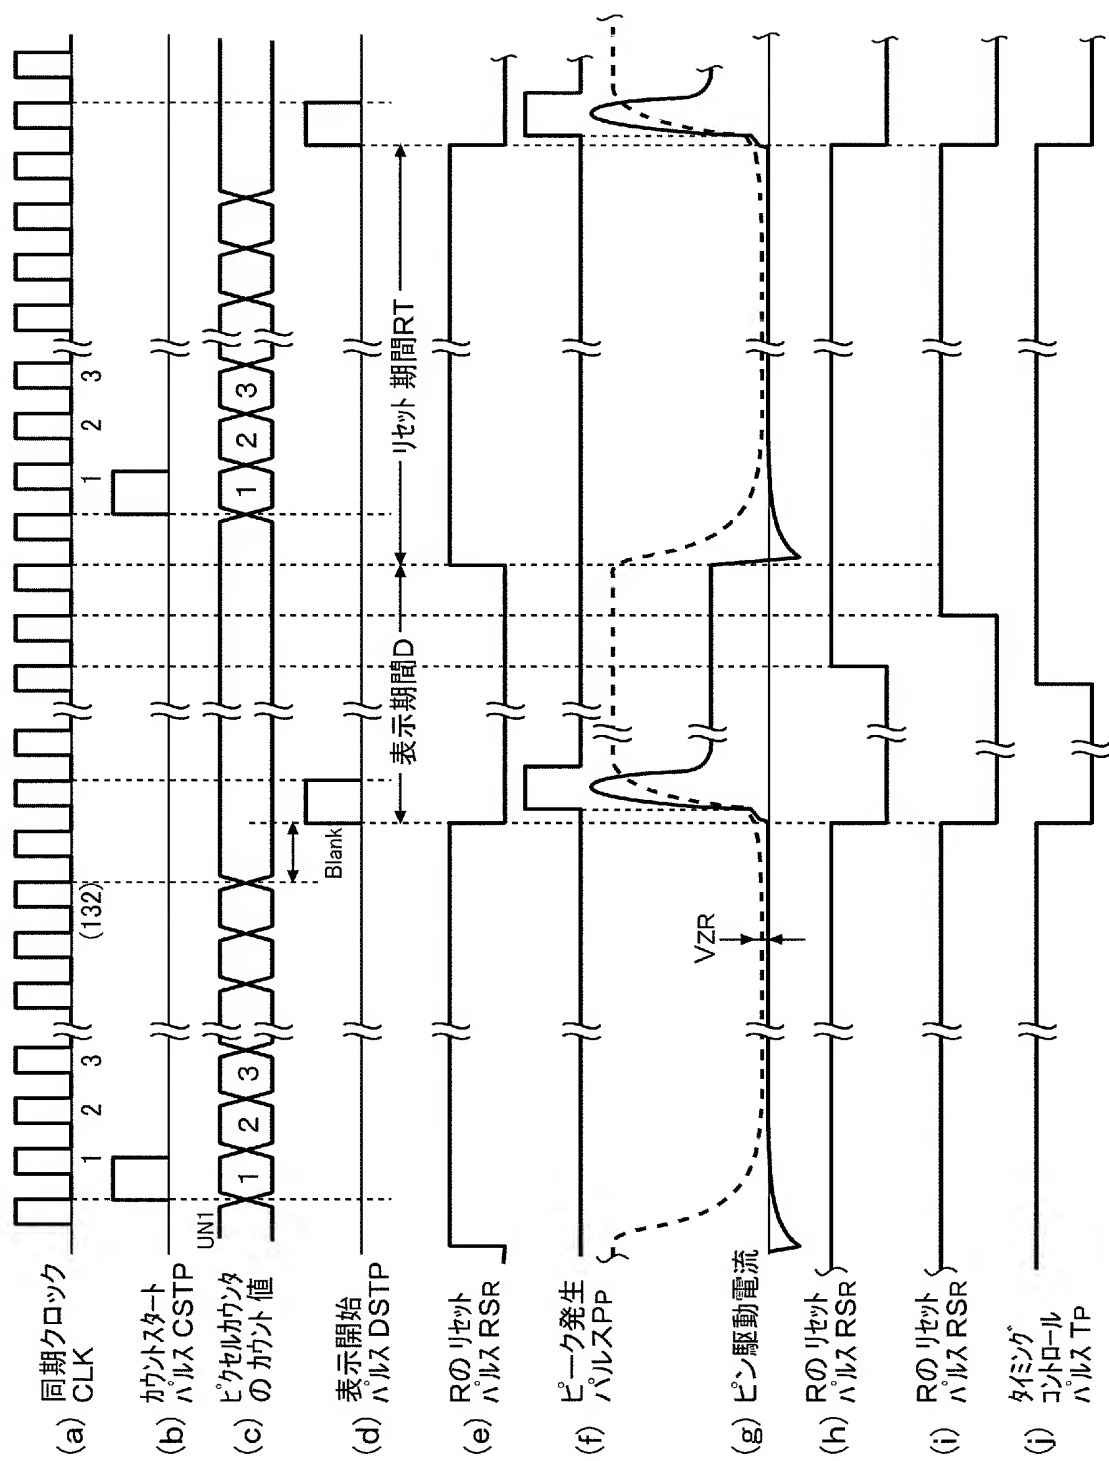 (a) 同期クロック
CLK
1 2 3 (132) 1 2 3
(b) カウントスタート
パルス CSTP
UN1
(c) ピクセルカウンタ
の カウント 値
1 2 3 1 2 3
Blank
(d) 表示開始
パルス DSTP
表示期間D
リセット 期間RT
(e) Rの リセット
パルス RSR
(f) ピーク発生
パルスPP
VZR
(g) ピン駆動電流
(h) Rの リセット
パルス RSR
(i) Rの リセット
パルス RSR
(j) タイミング
コントロール
パルス TP